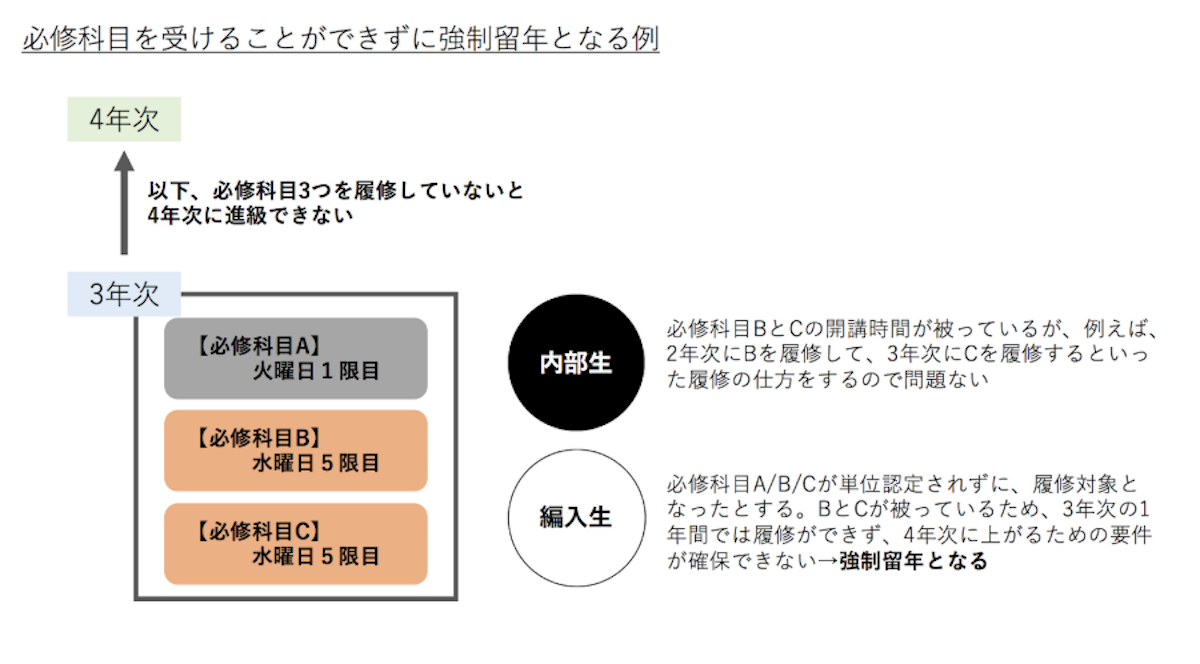 必修科目を受けることができずに強制留年となる例
4年次
以下、必修科目3つを履修していないと
4年次に進級できない
3年次
【必修科目A】
火曜日１限目
【必修科目B】
水曜日５限目
【必修科目C】
水曜日５限目
内部生
必修科目BとCの開講時間が被っているが、例えば、
2年次にBを履修して、3年次にCを履修するといっ
た履修の仕方をするので問題ない
編入生
必修科目A/B/Cが単位認定されずに、履修対象と
なったとする。BとCが被っているため、3年次の1
年間では履修ができず、4年次に上がるための要件
が確保できない→強制留年となる